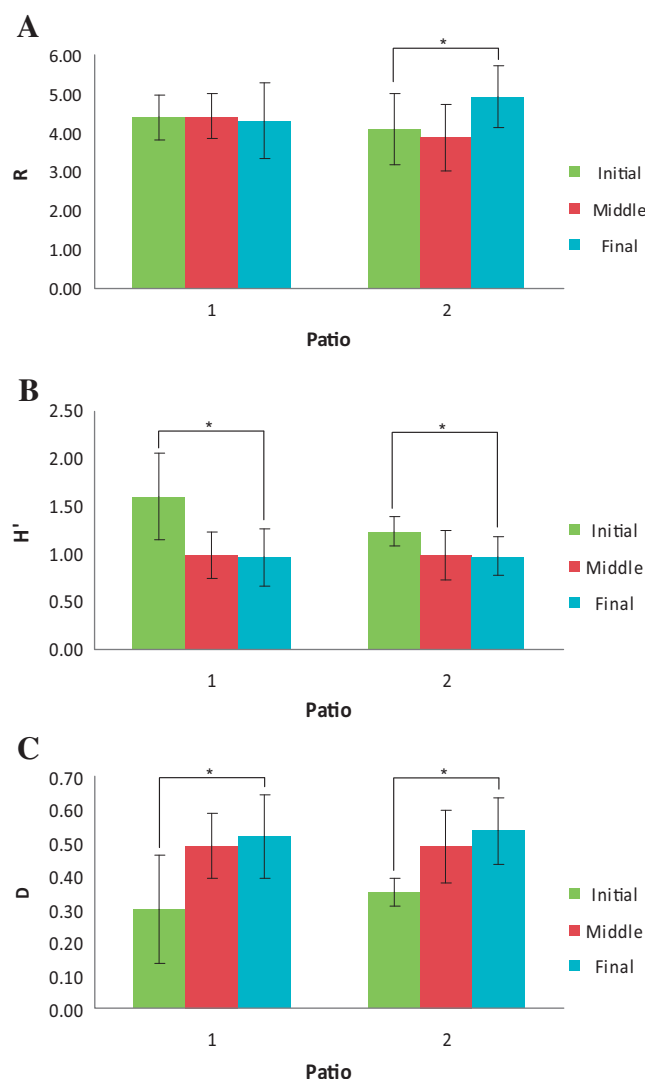 A
6.00
*
5.00
4.00
3.00
2.00
1.00
0.00
R
Initial
Middle
Final
1
2
Patio
B
2.50
*
*
2.00
1.50
1.00
0.50
0.00
H'
Initial
Middle
Final
1
2
Patio
C
0.70
*
*
0.60
0.50
0.40
0.30
0.20
0.10
0.00
D
Initial
Middle
Final
1
2
Patio